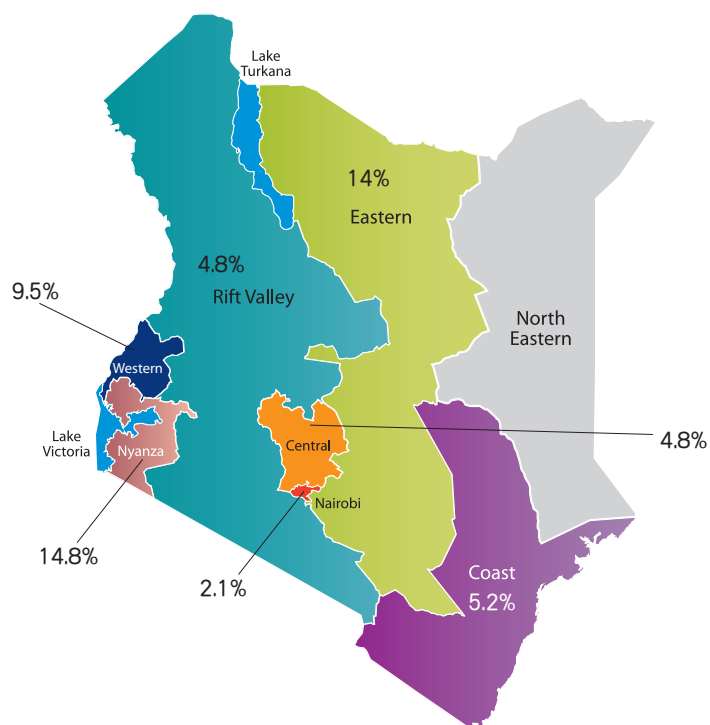 Lake
Turkana
14%
Eastern
4.8%
Rift Valley
9.5%
North
Eastern
Western
Central
4.8%
Lake
Victoria
Nyanza
Nairobi
14.8%
2.1%
Coast
5.2%